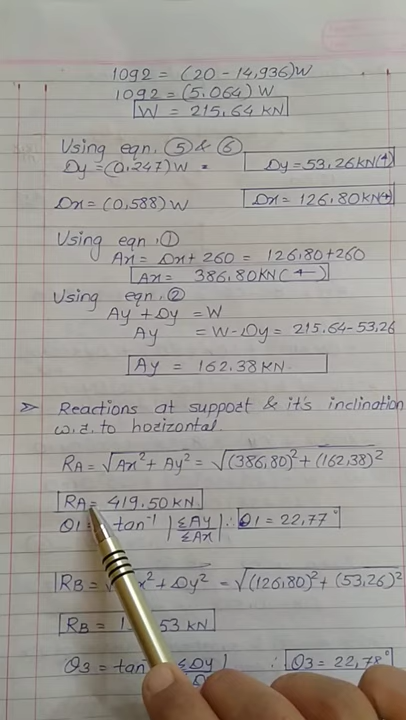 1092 = (20 - 14,936)W
1092 = (5.064) W
W = 215.64 KN
Using eqn. ⑤ & ⑥
Dy = (0,247)W = Dy = 53,26 KN(↑)
Dx = (0,588)W Dx = 126,80 KN(→)
Using eqn. ①
Ax = Dx + 260 = 126,80 + 260
Ax = 386,80 KN (←)
Using eqn. ②
Ay + Dy = W
Ay = W - Dy = 215.64 - 53,26
Ay = 162.38 KN
➢ Reactions at support & it's inclination
w.r.to horizontal
RA = √Ax² + Ay² = √(386,80)² + (162,38)²
RA = 419.50 KN
θ1 = tan⁻¹ |ΣAy/ΣAx| ∴ θ1 = 22,77°
RB = x² + Dy² = √(126,80)² + (53,26)²
RB = 1 53 KN
θ3 = tan ΣDy ∴ θ3 = 22,78°